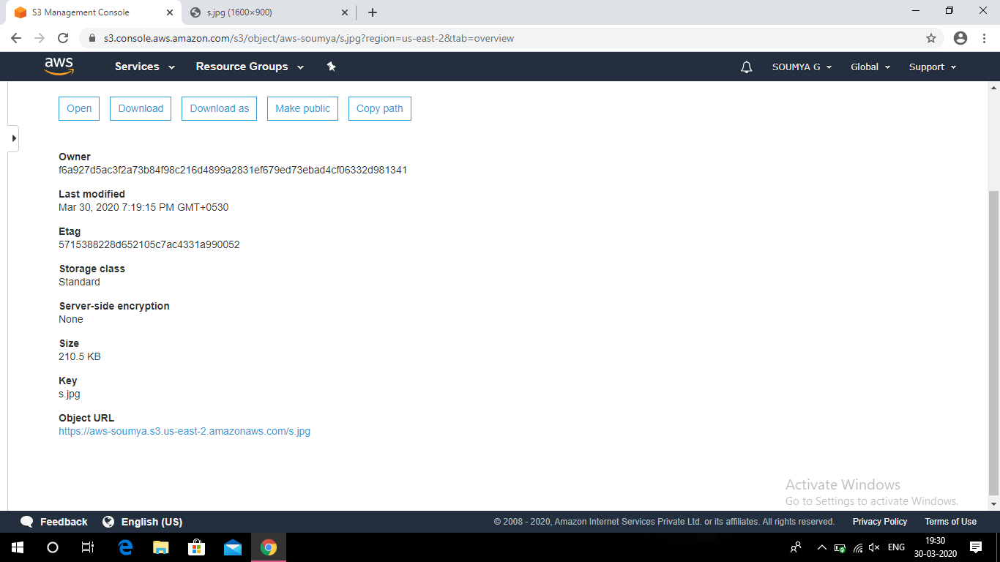 S3 Management Console
s.jpg (1600×900)
s3.console.aws.amazon.com/s3/object/aws-soumya/s.jpg?region=us-east-2&tab=overview
aws Services Resource Groups SOUMYA G Global Support
Open Download Download as Make public Copy path
Owner
f6a927d5ac3f2a73b84f98c216d4899a2831ef679ed73ebad4cf06332d981341
Last modified
Mar 30, 2020 7:19:15 PM GMT+0530
Etag
5715388228d652105c7ac4331a990052
Storage class
Standard
Server-side encryption
None
Size
210.5 KB
Key
s.jpg
Object URL
https://aws-soumya.s3.us-east-2.amazonaws.com/s.jpg
Activate Windows
Go to Settings to activate Windows.
Feedback English (US) © 2008 - 2020, Amazon Internet Services Private Ltd. or its affiliates. All rights reserved. Privacy Policy Terms of Use
ENG
19:30
30-03-2020